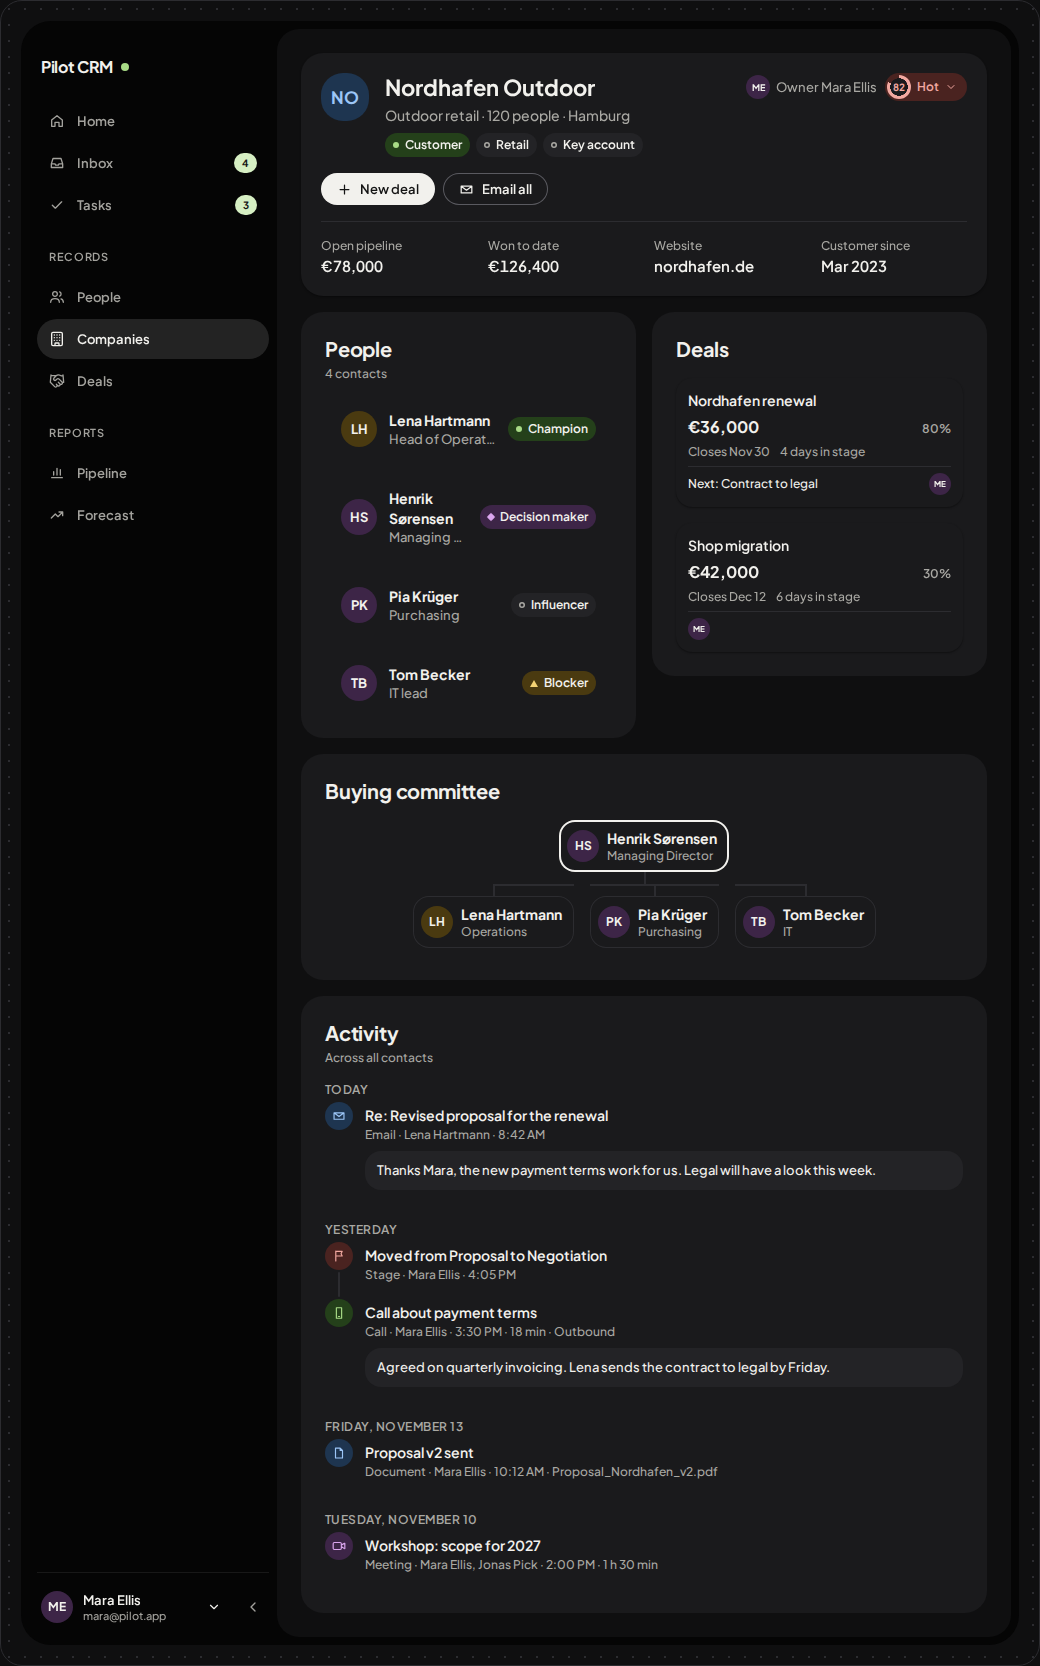 Pilot CRM
Home
Inbox 4
Tasks 3
RECORDS
People
Companies
Deals
REPORTS
Pipeline
Forecast
ME Mara Ellis
mara@pilot.app
NO Nordhafen Outdoor
Outdoor retail · 120 people · Hamburg
Customer Retail Key account
ME Owner Mara Ellis 82 Hot
New deal Email all
Open pipeline Won to date Website Customer since
€78,000 €126,400 nordhafen.de Mar 2023
People
4 contacts
LH Lena Hartmann Champion
Head of Operat…
HS Henrik
Sørensen Decision maker
Managing …
PK Pia Krüger Influencer
Purchasing
TB Tom Becker Blocker
IT lead
Deals
Nordhafen renewal
€36,000 80%
Closes Nov 30 4 days in stage
Next: Contract to legal ME
Shop migration
€42,000 30%
Closes Dec 12 6 days in stage
ME
Buying committee
HS Henrik Sørensen
Managing Director
LH Lena Hartmann
Operations
PK Pia Krüger
Purchasing
TB Tom Becker
IT
Activity
Across all contacts
TODAY
Re: Revised proposal for the renewal
Email · Lena Hartmann · 8:42 AM
Thanks Mara, the new payment terms work for us. Legal will have a look this week.
YESTERDAY
Moved from Proposal to Negotiation
Stage · Mara Ellis · 4:05 PM
Call about payment terms
Call · Mara Ellis · 3:30 PM · 18 min · Outbound
Agreed on quarterly invoicing. Lena sends the contract to legal by Friday.
FRIDAY, NOVEMBER 13
Proposal v2 sent
Document · Mara Ellis · 10:12 AM · Proposal_Nordhafen_v2.pdf
TUESDAY, NOVEMBER 10
Workshop: scope for 2027
Meeting · Mara Ellis, Jonas Pick · 2:00 PM · 1 h 30 min